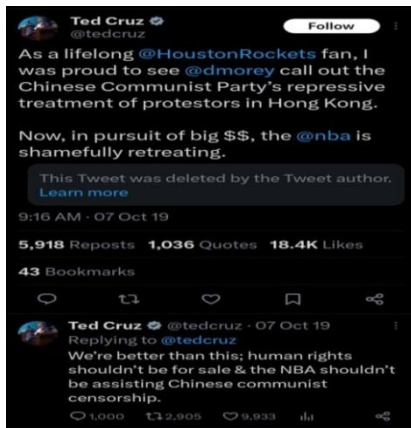 Ted Cruz
Follow
@tedcruz
As a lifelong @HoustonRockets fan, I
was proud to see @dmorey call out the
Chinese Communist Party's repressive
treatment of protestors in Hong Kong.
Now, in pursuit of big $$, the @nba is
shamefully retreating.
This Tweet was deleted by the Tweet author.
Learn more
9:16 AM · 07 Oct 19
5,918 Reposts 1,036 Quotes 18.4K Likes
43 Bookmarks
Ted Cruz @tedcruz · 07 Oct 19
Replying to @tedcruz
We're better than this; human rights
shouldn't be for sale & the NBA shouldn't
be assisting Chinese communist
censorship.
1,000 2,905 9,933